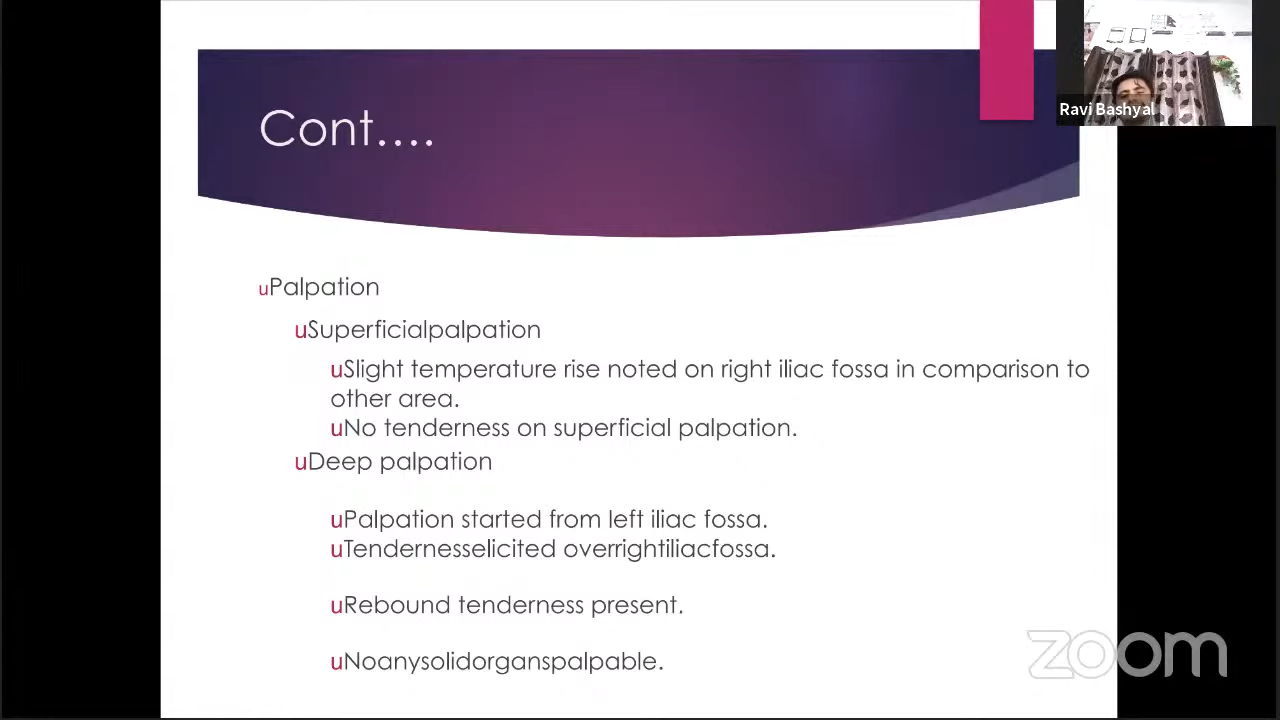 Cont....
Ravi Bashyal
uPalpation
uSuperficialpalpation
uSlight temperature rise noted on right iliac fossa in comparison to
other area.
uNo tenderness on superficial palpation.
uDeep palpation
uPalpation started from left iliac fossa.
uTendernesselicited overrightiliacfossa.
uRebound tenderness present.
uNoanysolidorganspalpable.
zoom